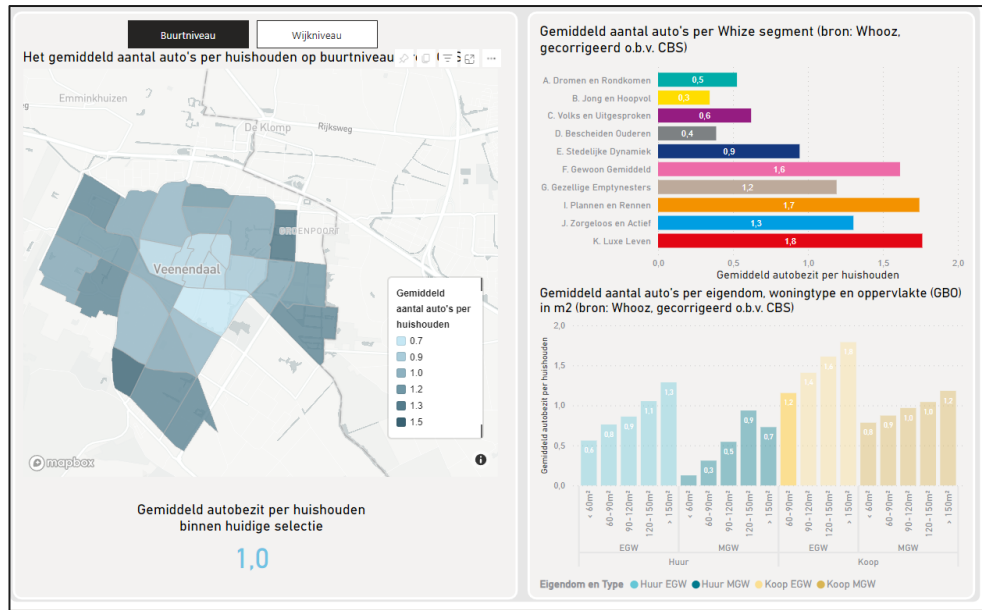 Buurtniveau
Wijkniveau
Het gemiddeld aantal auto's per huishouden op buurtniveau
Emminkhuizen
De Klomp
Rijksweg
GROENPOORT
Veenendaal
Gemiddeld
aantal auto's per
huishouden
0.7
0.9
1.0
1.2
1.3
1.5
mapbox
Gemiddeld autobezit per huishouden
binnen huidige selectie
1,0
Gemiddeld aantal auto's per Whize segment (bron: Whooz,
gecorrigeerd o.b.v. CBS)
A. Dromen en Rondkomen 0,5
B. Jong en Hoopvol 0,3
C. Volks en Uitgesproken 0,6
D. Bescheiden Ouderen 0,4
E. Stedelijke Dynamiek 0,9
F. Gewoon Gemiddeld 1,6
G. Gezellige Emptynesters 1,2
I. Plannen en Rennen 1,7
J. Zorgeloos en Actief 1,3
K. Luxe Leven 1,8
0,0 0,5 1,0 1,5 2,0
Gemiddeld autobezit per huishouden
Gemiddeld aantal auto's per eigendom, woningtype en oppervlakte (GBO)
in m2 (bron: Whooz, gecorrigeerd o.b.v. CBS)
Gemiddeld autobezit per huishouden
2,0
1,5
1,0
0,5
0,0
0.6 0.8 0.9 1.1 1.3 0.3 0.5 0.9 0.7 1.2 1.4 1.6 1.8 0.8 0.9 1.0 1.0 1.2
< 60m² 60-90m² 90-120m² 120-150m² > 150m² < 60m² 60-90m² 90-120m² 120-150m² > 150m² 60-90m² 90-120m² 120-150m² > 150m² < 60m² 60-90m² 90-120m² 120-150m² > 150m²
EGW MGW EGW MGW
Huur Koop
Eigendom en Type Huur EGW Huur MGW Koop EGW Koop MGW